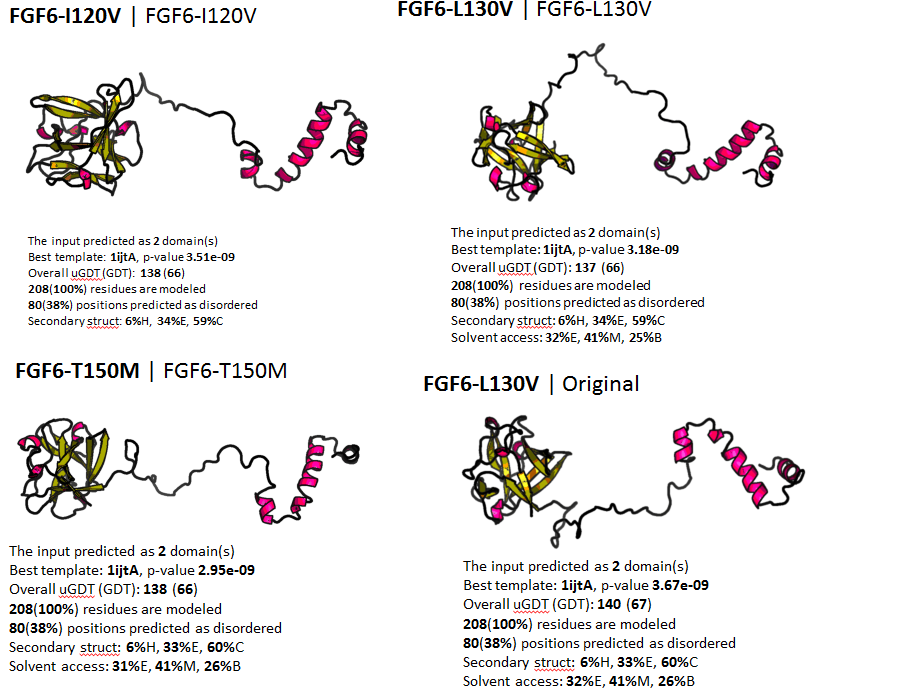 FGF6-I120V | FGF6-I120V
The input predicted as 2 domain(s)
Best template: 1ijtA, p-value 3.51e-09
Overall uGDT(GDT): 138 (66)
208(100%) residues are modeled
80(38%) positions predicted as disordered
Secondary struct: 6%H, 34%E, 59%C
FGF6-L130V | FGF6-L130V
The input predicted as 2 domain(s)
Best template: 1ijtA, p-value 3.18e-09
Overall uGDT(GDT): 137 (66)
208(100%) residues are modeled
80(38%) positions predicted as disordered
Secondary struct: 6%H, 34%E, 59%C
Solvent access: 32%E, 41%M, 25%B
FGF6-T150M | FGF6-T150M
The input predicted as 2 domain(s)
Best template: 1ijtA, p-value 2.95e-09
Overall uGDT (GDT): 138 (66)
208(100%) residues are modeled
80(38%) positions predicted as disordered
Secondary struct: 6%H, 33%E, 60%C
Solvent access: 31%E, 41%M, 26%B
FGF6-L130V | Original
The input predicted as 2 domain(s)
Best template: 1ijtA, p-value 3.67e-09
Overall uGDT (GDT): 140 (67)
208(100%) residues are modeled
80(38%) positions predicted as disordered
Secondary struct: 6%H, 33%E, 60%C
Solvent access: 32%E, 41%M, 26%B